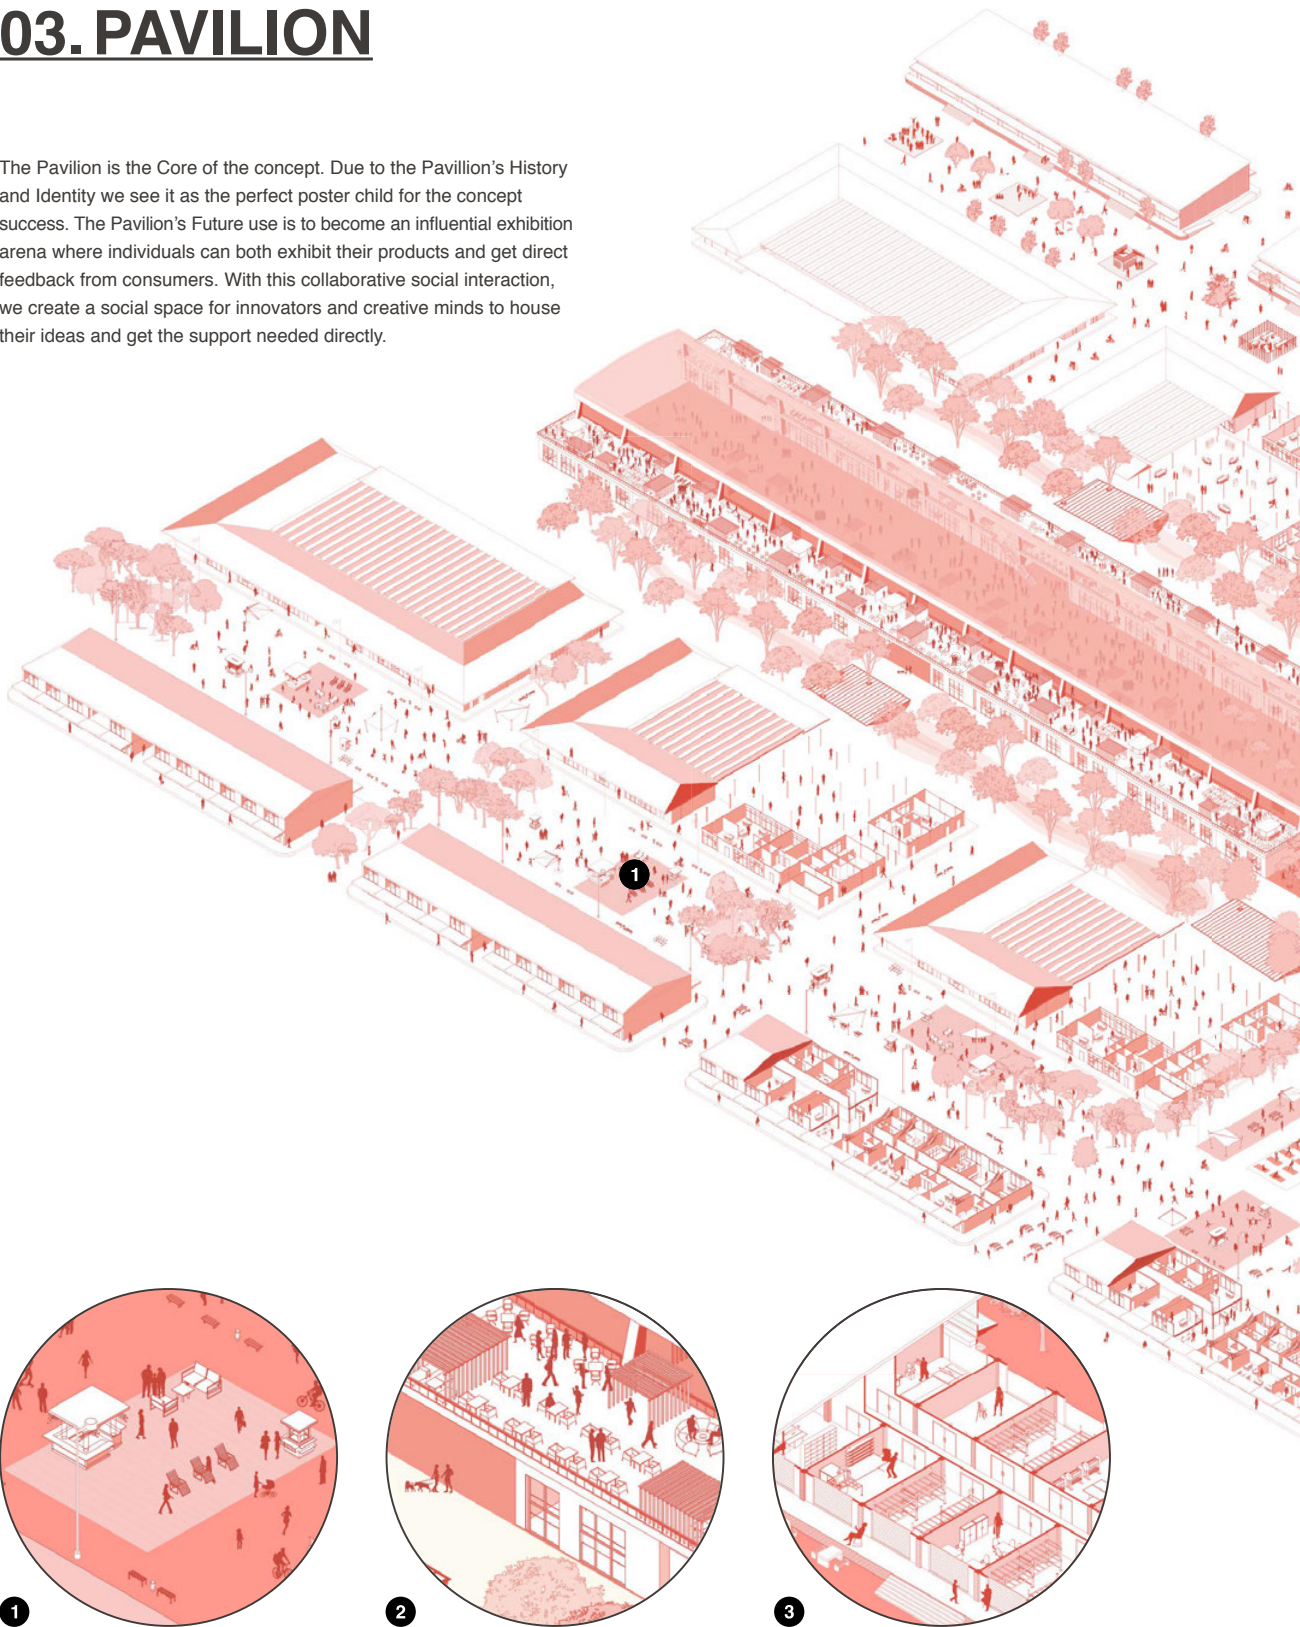 03. PAVILION
The Pavilion is the Core of the concept. Due to the Pavillion's History
and Identity we see it as the perfect poster child for the concept
success. The Pavilion's Future use is to become an influential exhibition
arena where individuals can both exhibit their products and get direct
feedback from consumers. With this collaborative social interaction,
we create a social space for innovators and creative minds to house
their ideas and get the support needed directly.
1
1
2
3